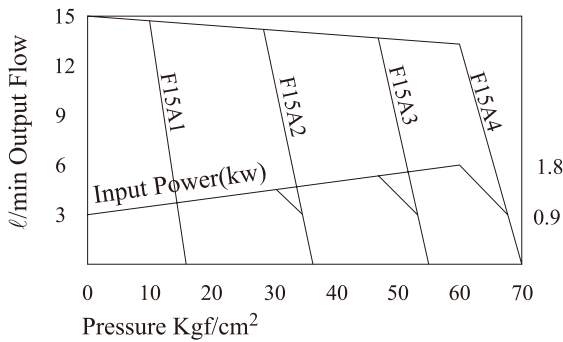 15
12
9
6
3
ℓ/min Output Flow
F15A1
F15A2
F15A3
F15A4
Input Power(kw)
1.8
0.9
0 10 20 30 40 50 60 70
Pressure Kgf/cm²